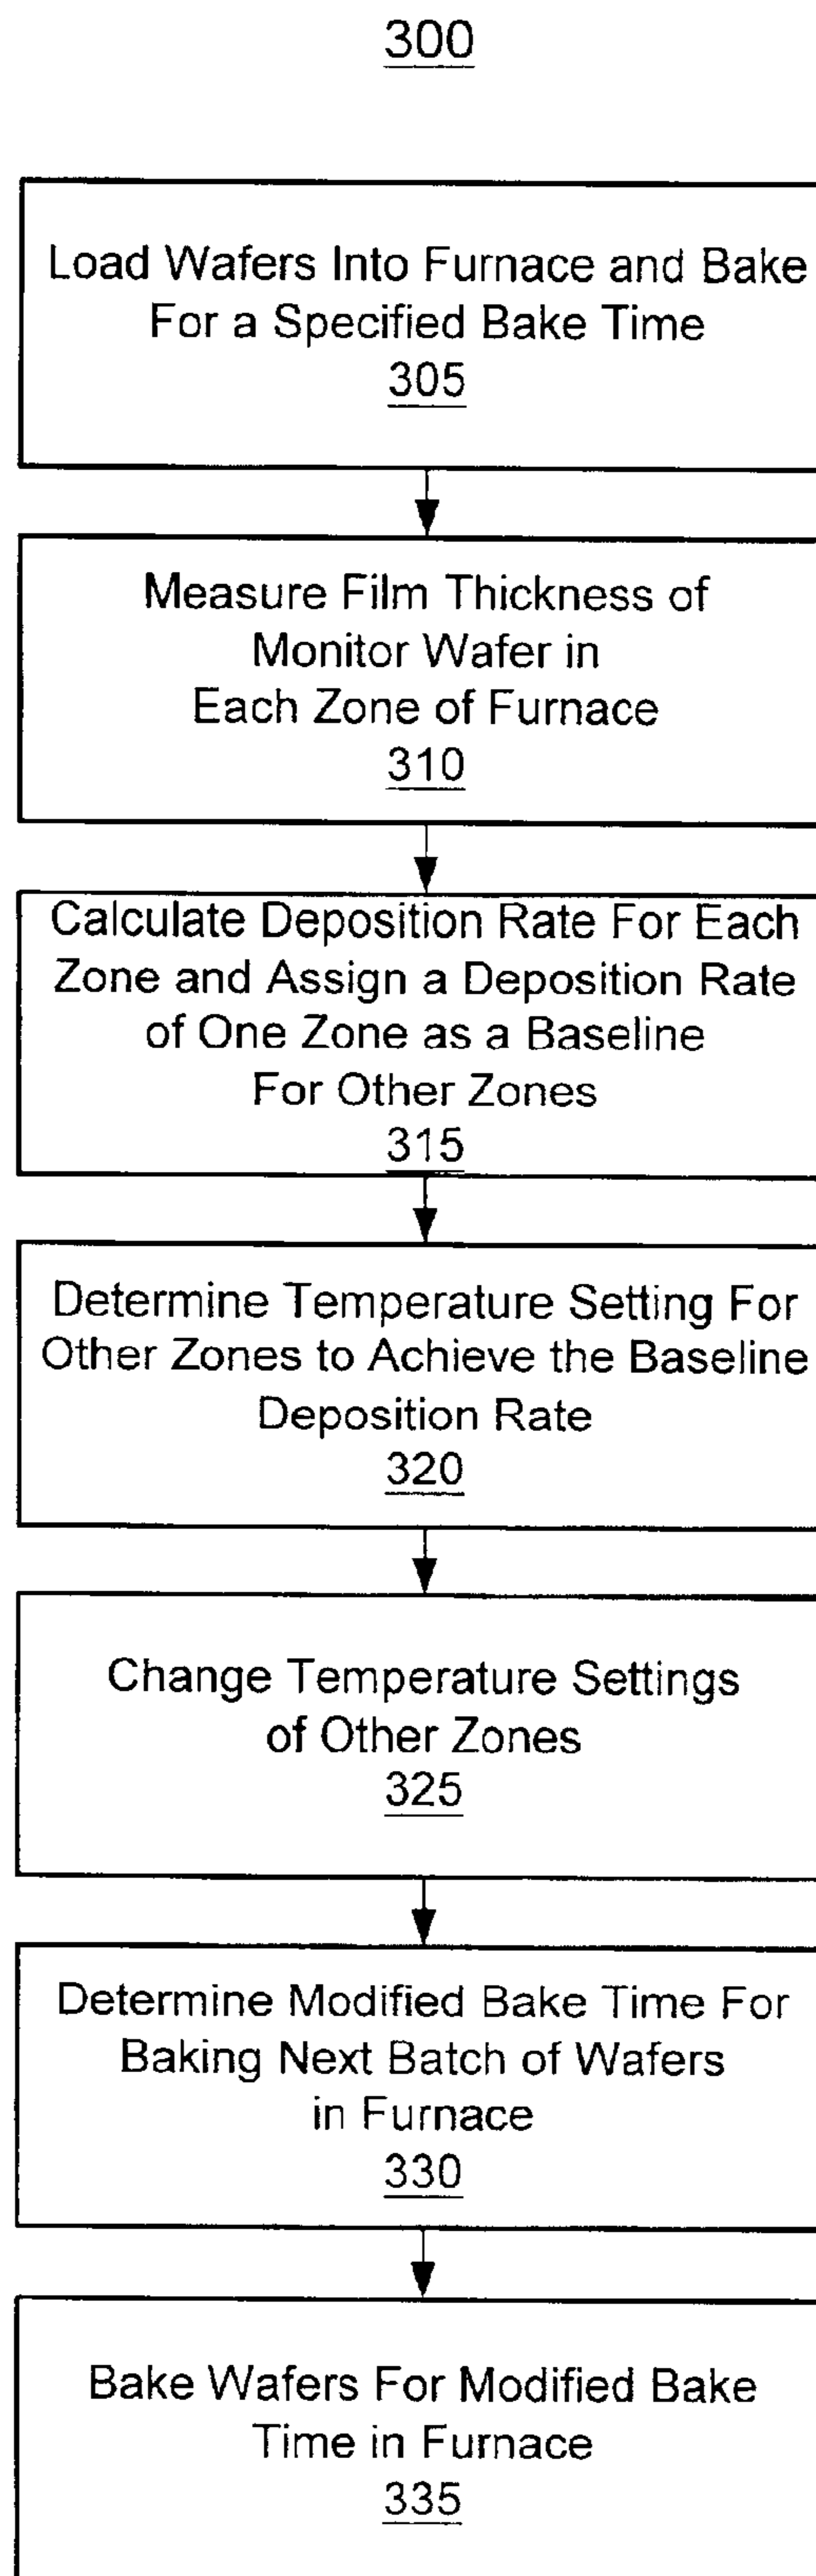 300
Load Wafers Into Furnace and Bake
For a Specified Bake Time
305
Measure Film Thickness of
Monitor Wafer in
Each Zone of Furnace
310
Calculate Deposition Rate For Each
Zone and Assign a Deposition Rate
of One Zone as a Baseline
For Other Zones
315
Determine Temperature Setting For
Other Zones to Achieve the Baseline
Deposition Rate
320
Change Temperature Settings
of Other Zones
325
Determine Modified Bake Time For
Baking Next Batch of Wafers
in Furnace
330
Bake Wafers For Modified Bake
Time in Furnace
335